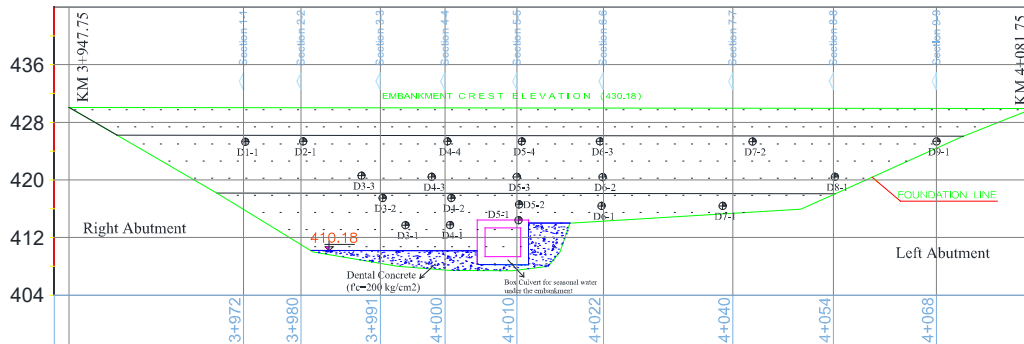 Section 1-1
Section 2-2
Section 3-3
Section 4-4
Section 5-5
Section 6-6
Section 7-7
Section 8-8
Section 9-9
KM 3+947.75
KM 4+081.75
436
428
420
412
404
EMBANKMENT CREST ELEVATION (430.18)
D1-1
D2-1
D4-4
D5-4
D6-3
D7-2
D9-1
D3-3
D4-3
D5-3
D6-2
D8-1
FOUNDATION LINE
D3-2
D4-2
D5-2
D5-1
D6-1
D7-1
Right Abutment
410.18
D3-1
D4-1
Left Abutment
Dental Concrete
(f'c=200 kg/cm2)
Box Culvert for seasonal water
under the embankment
3+972
3+980
3+991
4+000
4+010
4+022
4+040
4+054
4+068